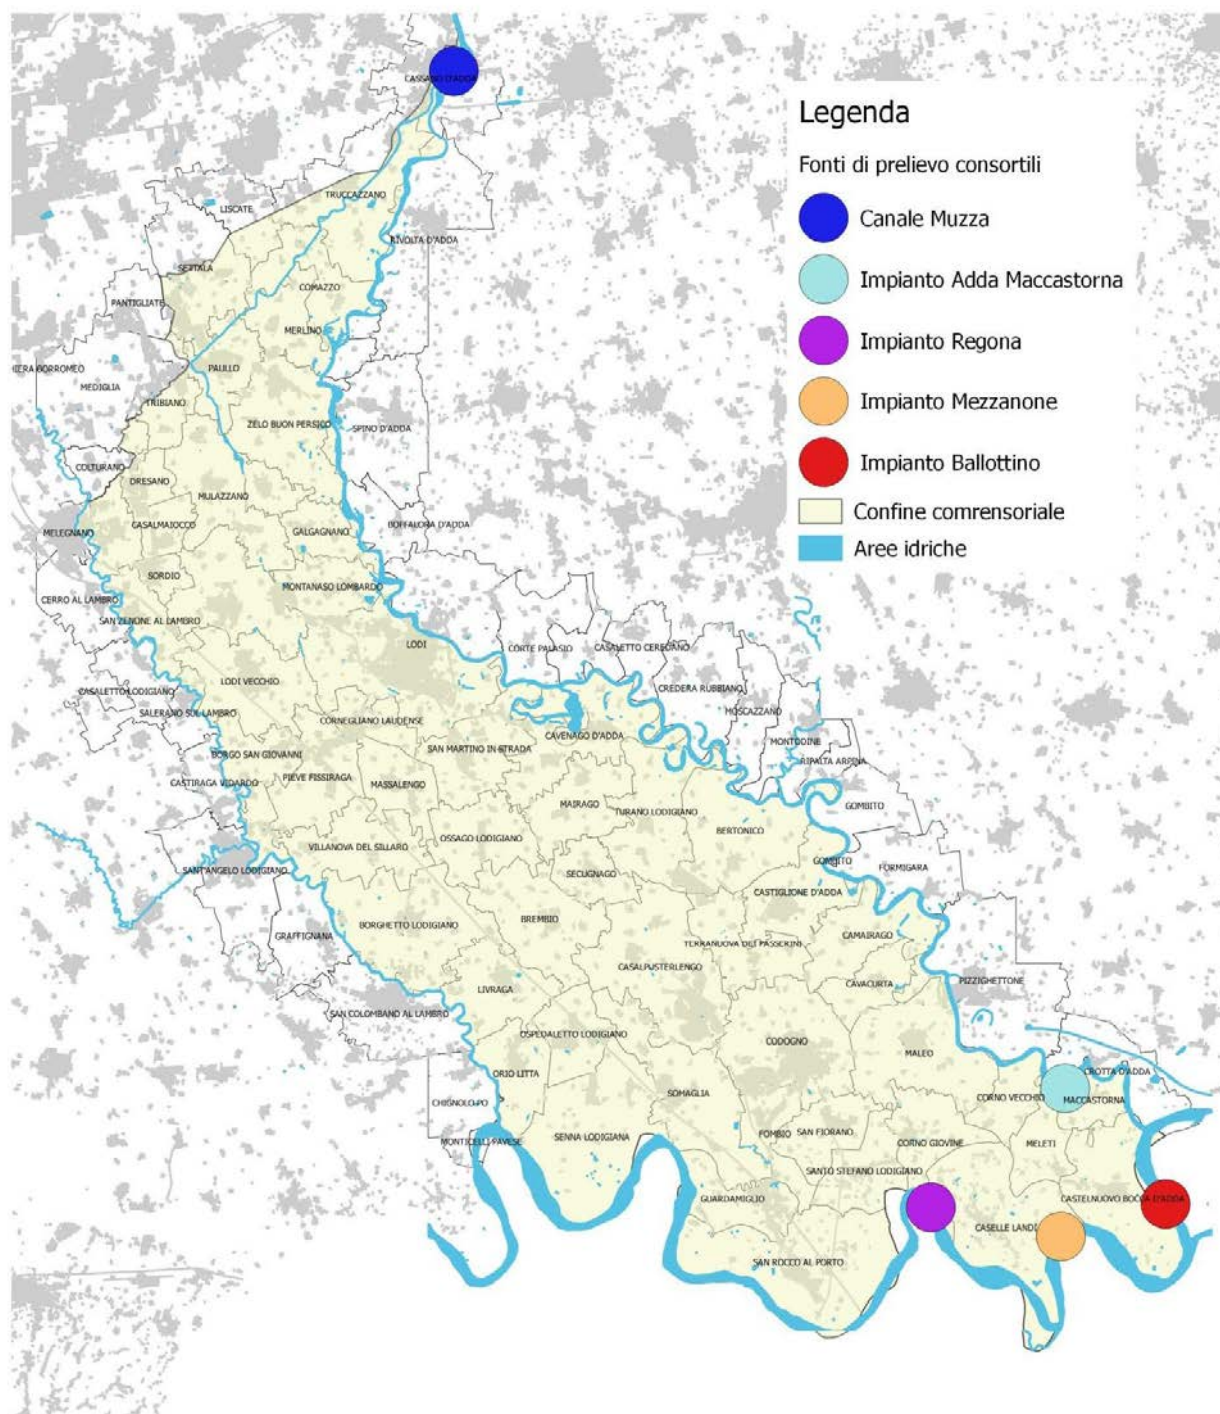 CASSANO D'ADDA
Legenda
Fonti di prelievo consortili
Canale Muzza
Impianto Adda Maccastorna
Impianto Regona
Impianto Mezzanone
Impianto Ballottino
Confine comrensoriale
Aree idriche
TRUCCAZZANO
LISCATE
RIVOLTA D'ADDA
SETTALA
COMAZZO
PANTIGLIATE
MERLINO
PAULLO
HIERA BORROMEO
MEDIGLIA
TRIBIANO
ZELO BUON PERSICO
SPINO D'ADDA
COLTURANO
DRESANO
MULAZZANO
CASALMAIOCCO
BOFFALORA D'ADDA
MELEGNANO
GALGAGNANO
SORDIO
MONTANASO LOMBARDO
CERRO AL LAMBRO
SAN ZENONE AL LAMBRO
LODI
CORTE PALASIO
CASALETTO CEREDANO
LODI VECCHIO
CREDERA RUBBIANO
CASALETTO LODIGIANO
MOSCAZZANO
SALERANO SUL LAMBRO
CORNEGLIANO LAUDENSE
CAVENAGO D'ADDA
MONTODINE
SAN MARTINO IN STRADA
BORGO SAN GIOVANNI
RIPALTA ARPINA
PIEVE FISSIRAGA
CASTIRAGA VIDARDO
MASSALENGO
MAIRAGO
GOMBITO
TURANO LODIGIANO
BERTONICO
OSSAGO LODIGIANO
VILLANOVA DEL SILLARO
GOMBITO
FORMIGARA
SANT'ANGELO LODIGIANO
SECUGNAGO
CASTIGLIONE D'ADDA
BREMBIO
BORGHETTO LODIGIANO
GRAFFIGNANA
CAMAIRAGO
TERRANUOVA DEI PASSERINI
CASALPUSTERLENGO
PIZZIGHETTONE
CAVACURTA
LIVRAGA
SAN COLOMBANO AL LAMBRO
OSPEDALETTO LODIGIANO
CODOGNO
MALEO
ORIO LITTA
CROTTA D'ADDA
SOMAGLIA
CORNO VECCHIO
MACCASTORNA
CHIGNOLO PO
SENNA LODIGIANA
FOMBIO
SAN FIORANO
MONTICELLI PAVESE
CORNO GIOVINE
MELETI
SANTO STEFANO LODIGIANO
GUARDAMIGLIO
CASTELNUOVO BOCCA D'ADDA
CASELLE LANDI
SAN ROCCO AL PORTO